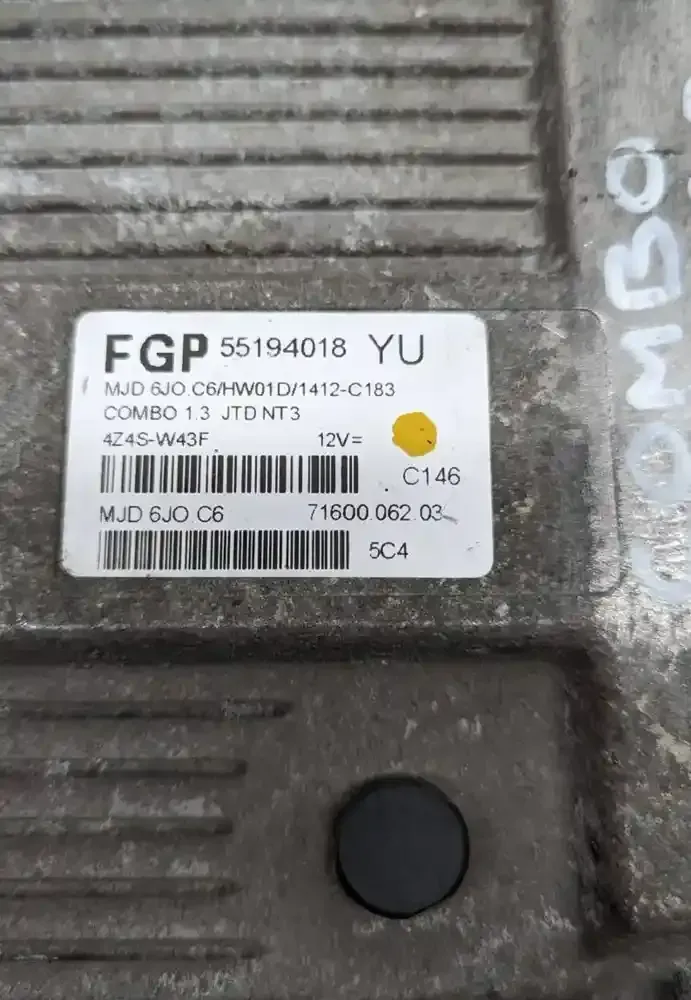 FGP 55194018 YU
MJD 6JO.C6/HW01D/1412-C183
COMBO 1.3 JTD NT3
4Z4S-W43F 12V=
C146
MJD 6JO.C6 71600.062.03
5C4
COMBO